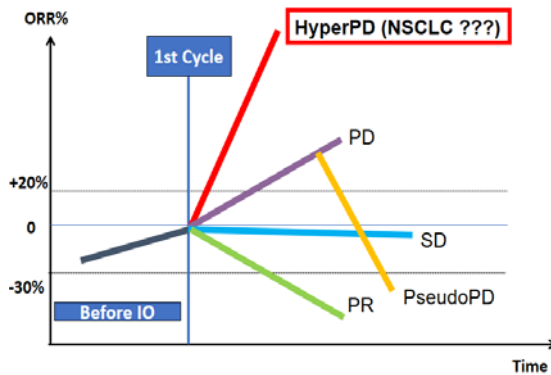 ORR%
HyperPD (NSCLC ???)
1st Cycle
PD
+20%
0
SD
-30%
PseudoPD
PR
Before IO
Time